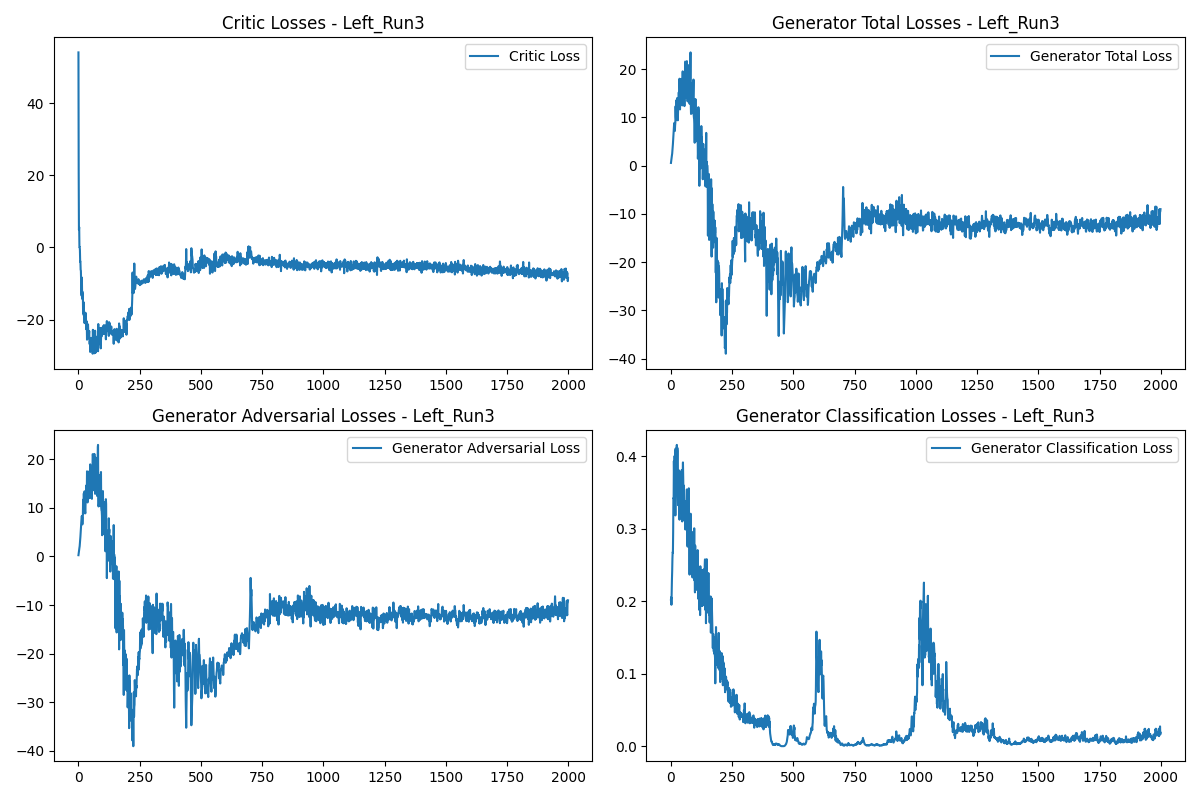 Critic Losses - Left_Run3
Critic Loss
40
20
0
−20
0 250 500 750 1000 1250 1500 1750 2000
Generator Total Losses - Left_Run3
Generator Total Loss
20
10
0
−10
−20
−30
−40
0 250 500 750 1000 1250 1500 1750 2000
Generator Adversarial Losses - Left_Run3
Generator Adversarial Loss
20
10
0
−10
−20
−30
−40
0 250 500 750 1000 1250 1500 1750 2000
Generator Classification Losses - Left_Run3
Generator Classification Loss
0.4
0.3
0.2
0.1
0.0
0 250 500 750 1000 1250 1500 1750 2000